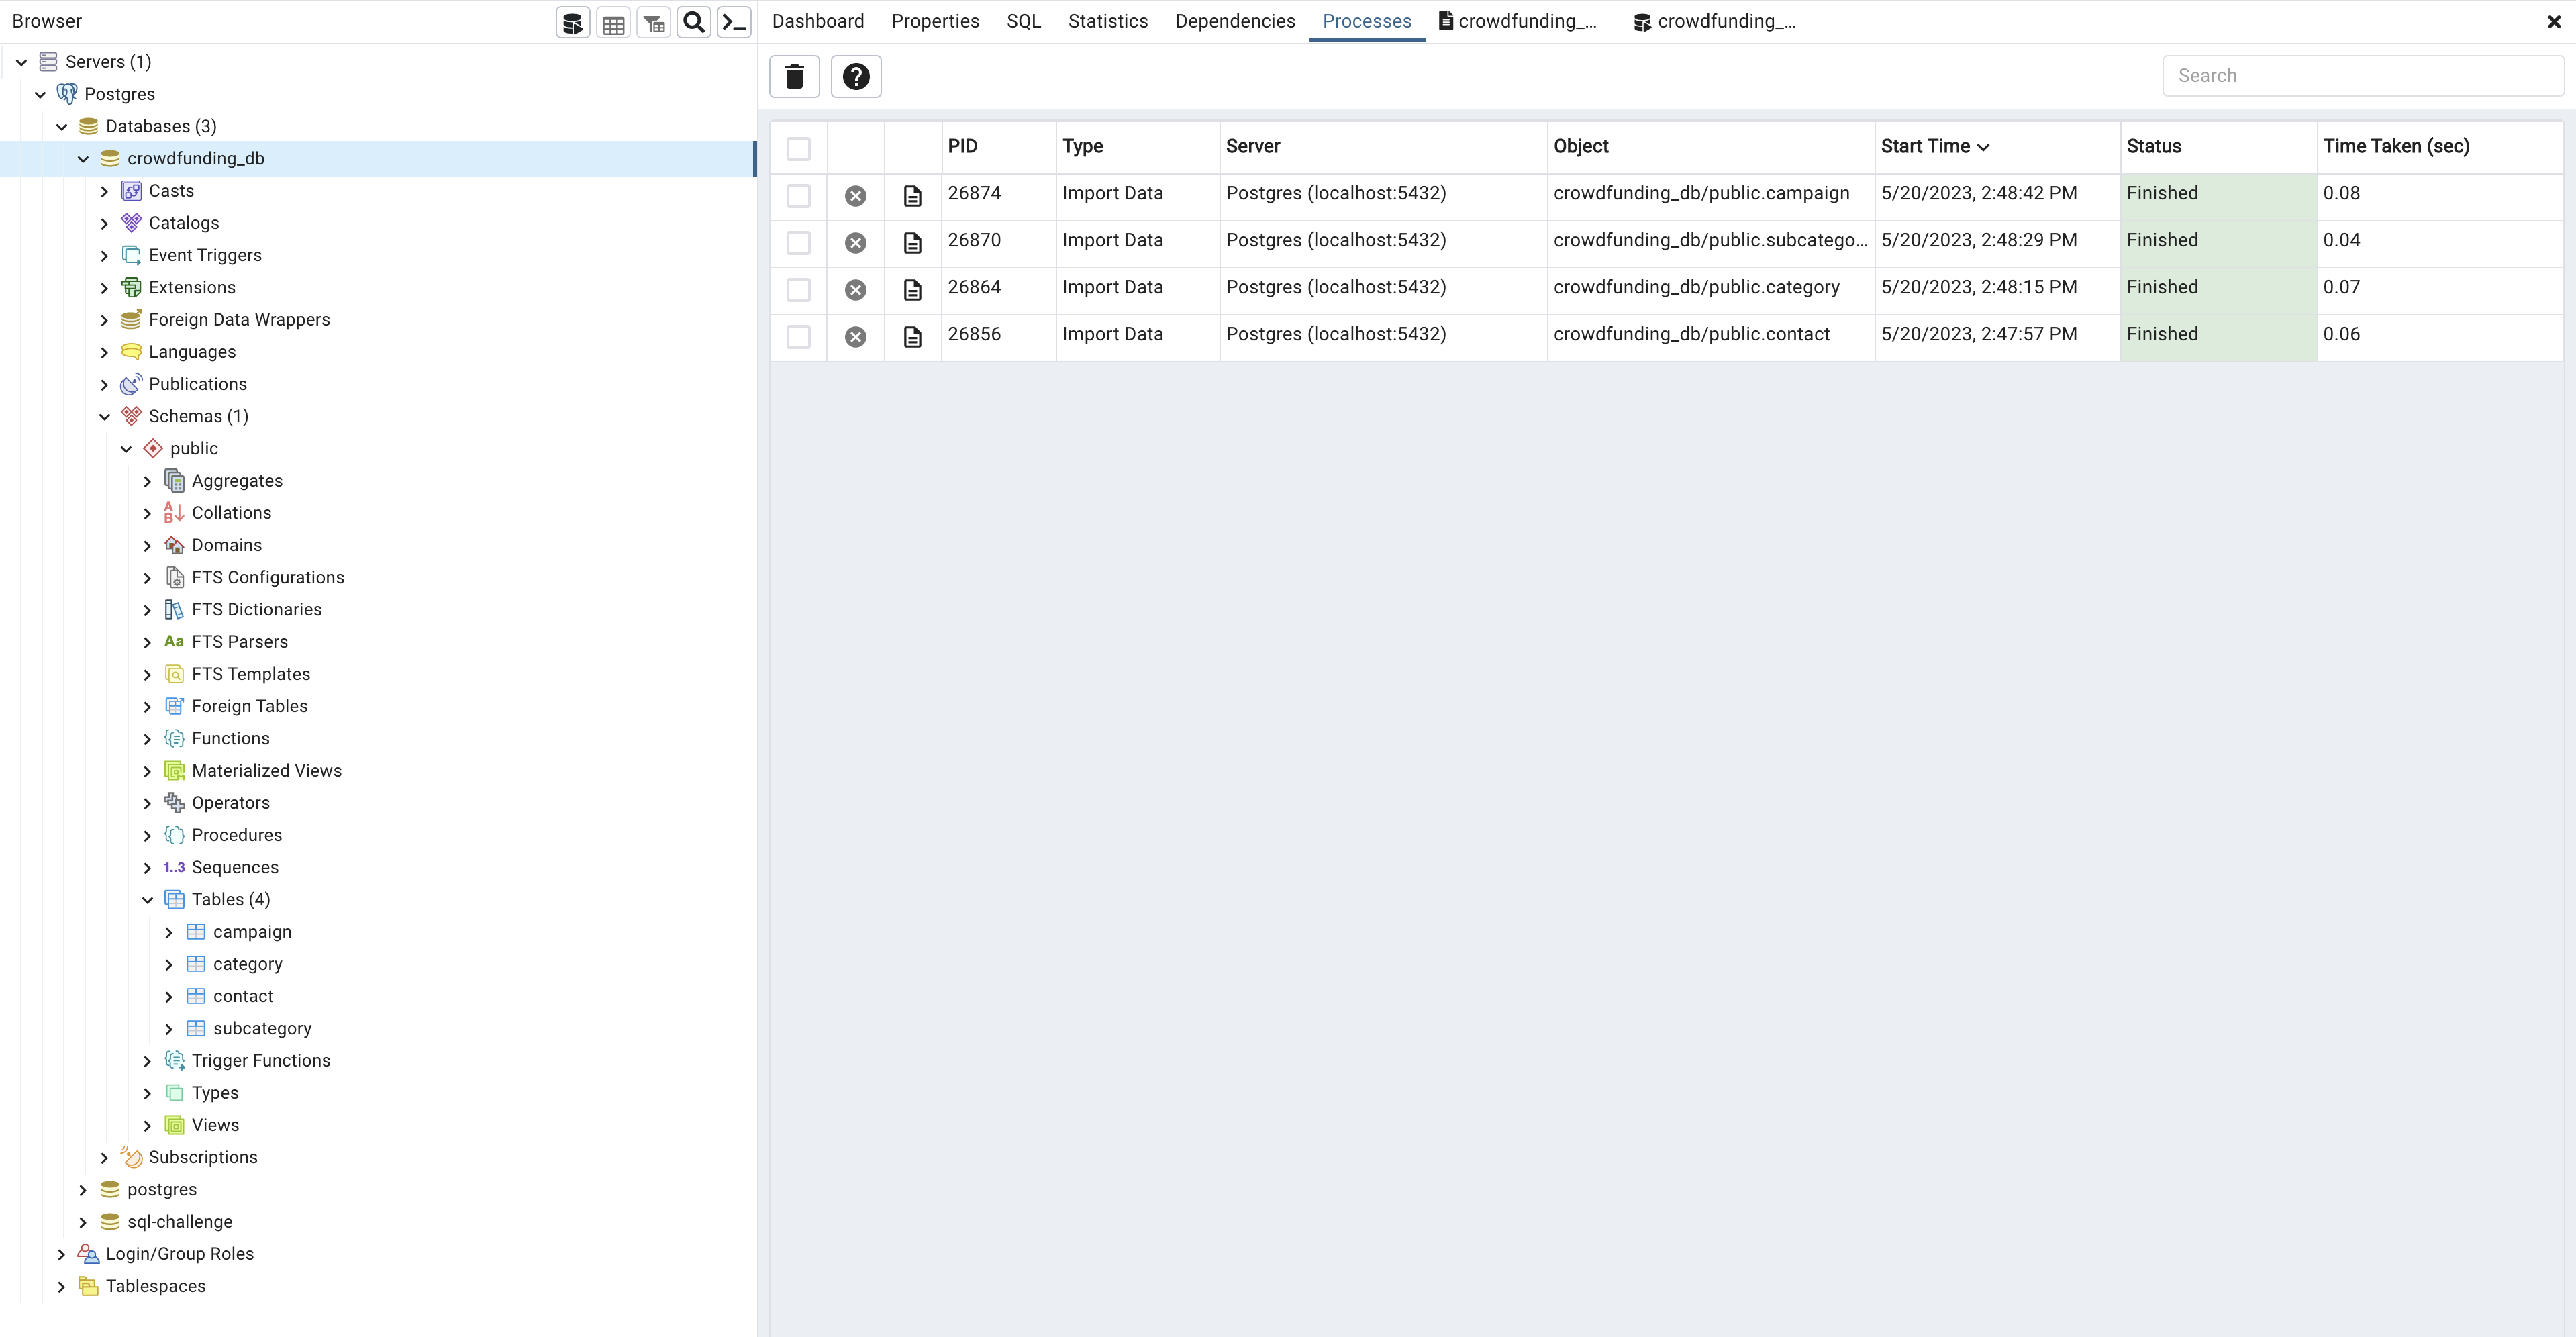 Browser
Dashboard Properties SQL Statistics Dependencies Processes crowdfunding_... crowdfunding_...
Search
Servers (1)
Postgres
Databases (3)
crowdfunding_db
Casts
Catalogs
Event Triggers
Extensions
Foreign Data Wrappers
Languages
Publications
Schemas (1)
public
Aggregates
Collations
Domains
FTS Configurations
FTS Dictionaries
Aa FTS Parsers
FTS Templates
Foreign Tables
Functions
Materialized Views
Operators
Procedures
1..3 Sequences
Tables (4)
campaign
category
contact
subcategory
Trigger Functions
Types
Views
Subscriptions
postgres
sql-challenge
Login/Group Roles
Tablespaces
PID Type Server Object Start Time Status Time Taken (sec)
26874 Import Data Postgres (localhost:5432) crowdfunding_db/public.campaign 5/20/2023, 2:48:42 PM Finished 0.08
26870 Import Data Postgres (localhost:5432) crowdfunding_db/public.subcatego... 5/20/2023, 2:48:29 PM Finished 0.04
26864 Import Data Postgres (localhost:5432) crowdfunding_db/public.category 5/20/2023, 2:48:15 PM Finished 0.07
26856 Import Data Postgres (localhost:5432) crowdfunding_db/public.contact 5/20/2023, 2:47:57 PM Finished 0.06